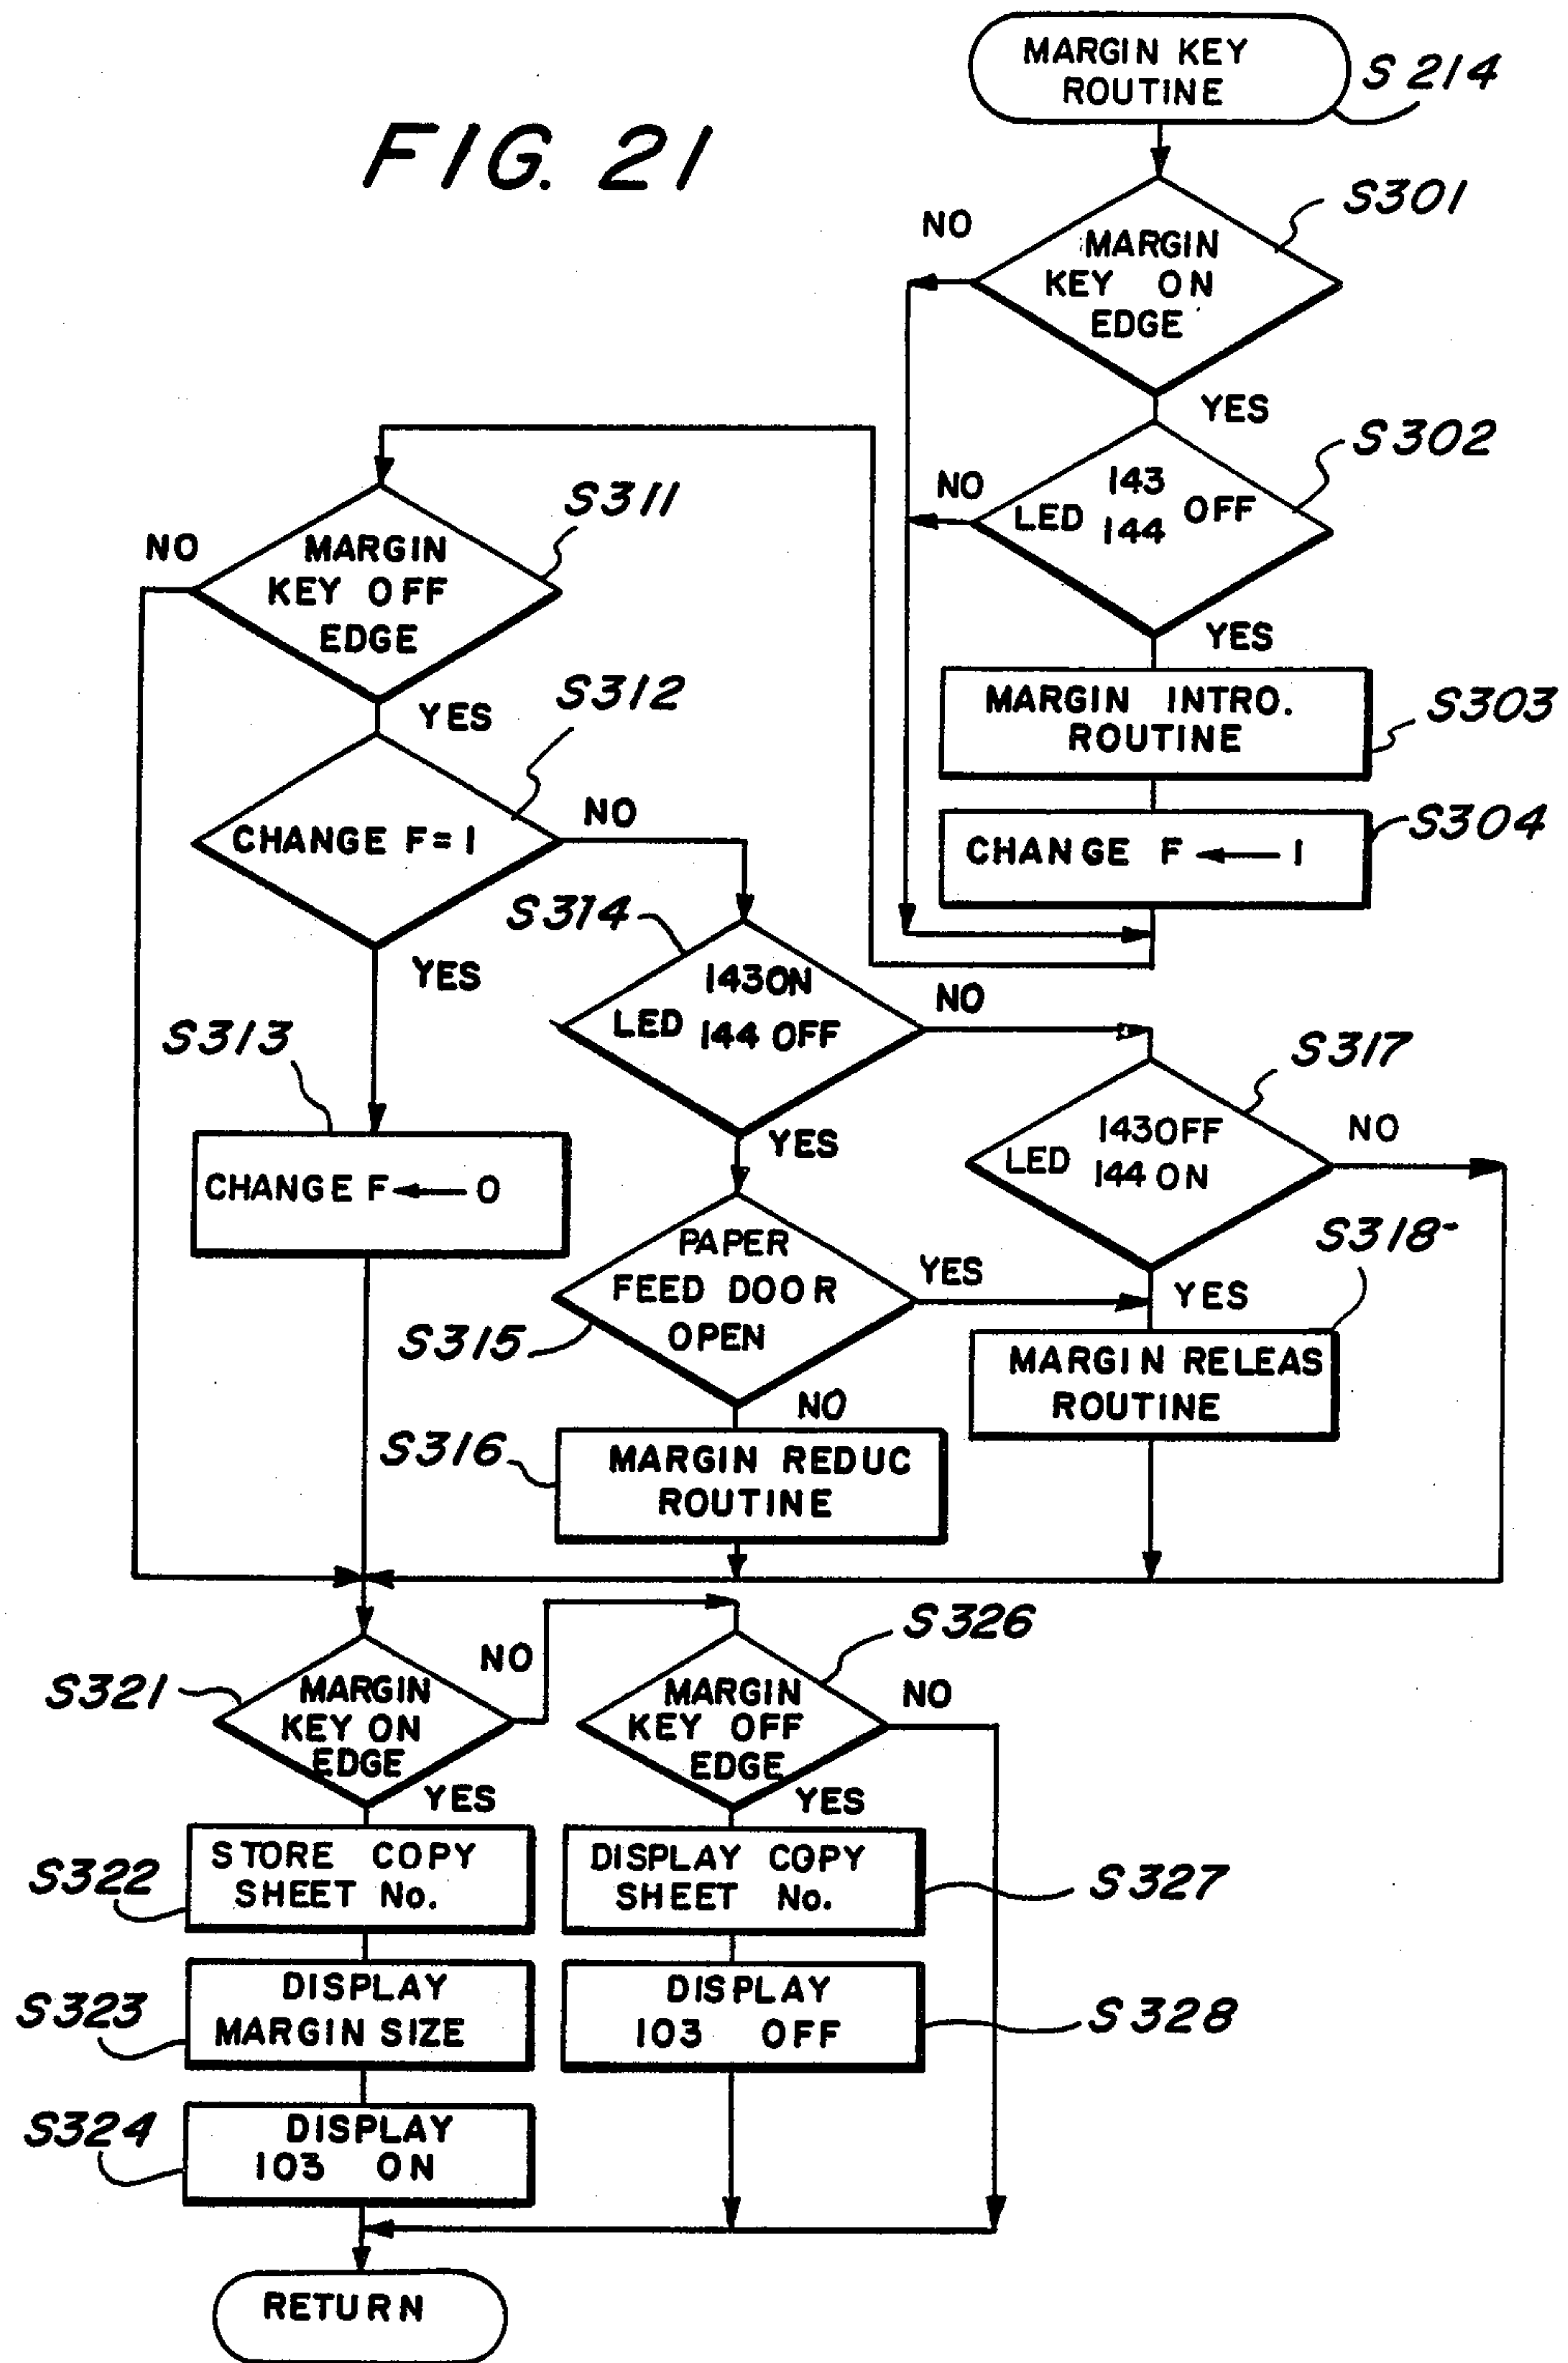 FIG. 21
MARGIN KEY
ROUTINE
S214
S301
NO
MARGIN
KEY ON
EDGE
YES
S302
NO
LED 143 144 OFF
YES
MARGIN INTRO.
ROUTINE
S303
CHANGE F ← 1
S304
S311
NO
MARGIN
KEY OFF
EDGE
YES
S312
CHANGE F = 1
NO
YES
S313
CHANGE F ← 0
S314
143 ON
LED 144 OFF
NO
YES
S317
143 OFF
LED 144 ON
NO
YES
PAPER
FEED DOOR
OPEN
YES
S315
NO
S318
MARGIN RELEAS
ROUTINE
S316
MARGIN REDUC
ROUTINE
S321
MARGIN
KEY ON
EDGE
NO
YES
S326
MARGIN
KEY OFF
EDGE
NO
YES
S322
STORE COPY
SHEET No.
DISPLAY COPY
SHEET No.
S327
S323
DISPLAY
MARGIN SIZE
DISPLAY
103 OFF
S328
S324
DISPLAY
103 ON
RETURN